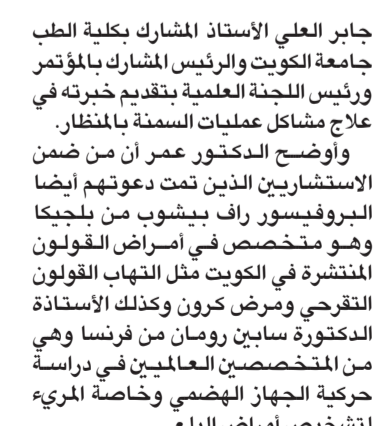 جابر العلي الأستاذ المشارك بكلية الطب
جامعة الكويت والرئيس المشارك بالمؤتمر
ورئيس اللجنة العلمية بتقديم خبرته في
علاج مشاكل عمليات السمنة بالمنظار.
وأوضح الدكتور عمر أن من ضمن
الاستشاريين الذين تمت دعوتهم أيضا
البروفيسور راف بيشوب من بلجيكا
وهو متخصص في أمراض القولون
المنتشرة في الكويت مثل التهاب القولون
التقرحي ومرض كرون وكذلك الأستاذة
الدكتورة سابين رومان من فرنسا وهي
من المتخصصين العالميين في دراسة
حركية الجهاز الهضمي وخاصة المريء
لتشخيص أمراض البلع